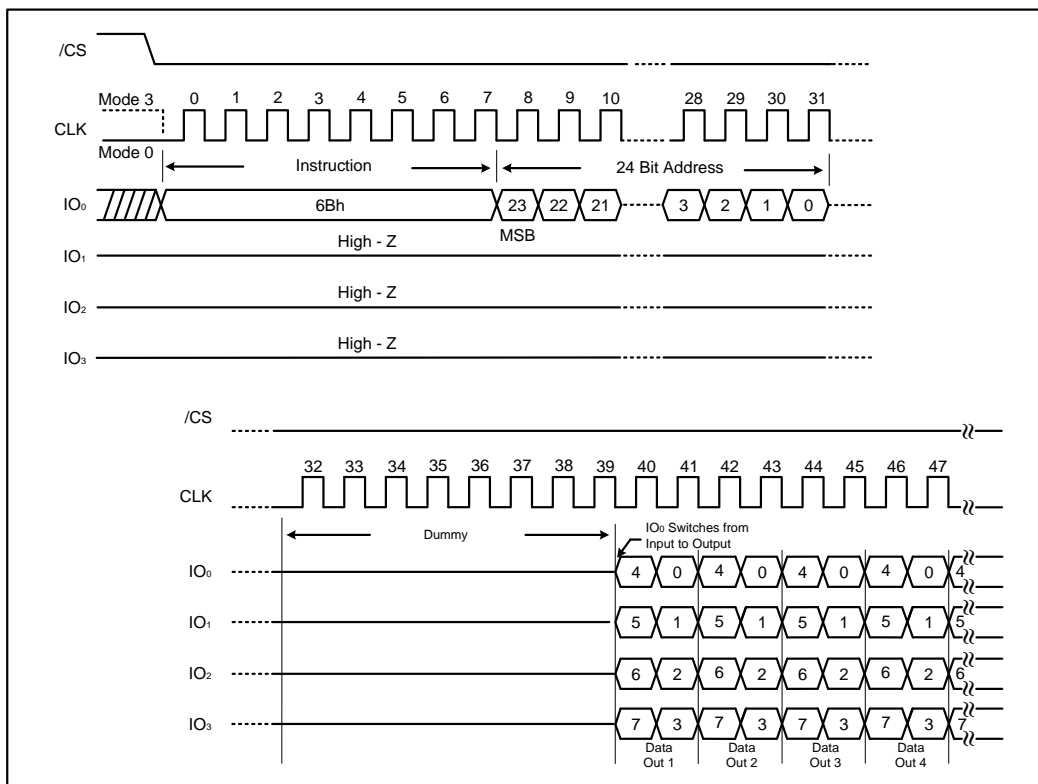 /CS
Mode 3 0 1 2 3 4 5 6 7 8 9 10 28 29 30 31
CLK
Mode 0
Instruction 24 Bit Address
IO₀ 6Bh 23 22 21 3 2 1 0
MSB
High - Z
IO₁
High - Z
IO₂
High - Z
IO₃
/CS
32 33 34 35 36 37 38 39 40 41 42 43 44 45 46 47
CLK
Dummy
IO₀ Switches from
Input to Output
IO₀ 4 0 4 0 4 0 4 0 4
IO₁ 5 1 5 1 5 1 5 1 5
IO₂ 6 2 6 2 6 2 6 2 6
IO₃ 7 3 7 3 7 3 7 3 7
Data Data Data Data
Out 1 Out 2 Out 3 Out 4